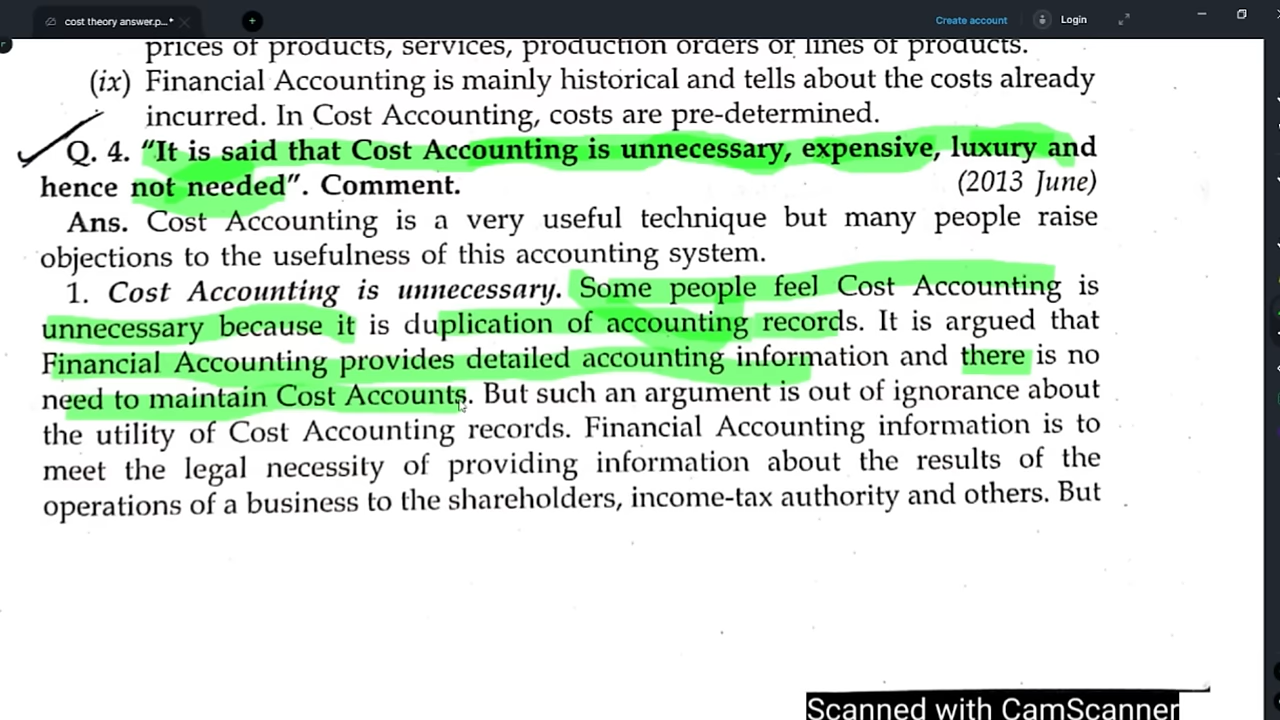 cost theory answer.p...*
Create account
Login
prices of products, services, production orders or lines of products.
(ix) Financial Accounting is mainly historical and tells about the costs already
incurred. In Cost Accounting, costs are pre-determined.
Q. 4. “It is said that Cost Accounting is unnecessary, expensive, luxury and
hence not needed”. Comment. (2013 June)
Ans. Cost Accounting is a very useful technique but many people raise
objections to the usefulness of this accounting system.
1. Cost Accounting is unnecessary. Some people feel Cost Accounting is
unnecessary because it is duplication of accounting records. It is argued that
Financial Accounting provides detailed accounting information and there is no
need to maintain Cost Accounts. But such an argument is out of ignorance about
the utility of Cost Accounting records. Financial Accounting information is to
meet the legal necessity of providing information about the results of the
operations of a business to the shareholders, income-tax authority and others. But
Scanned with CamScanner